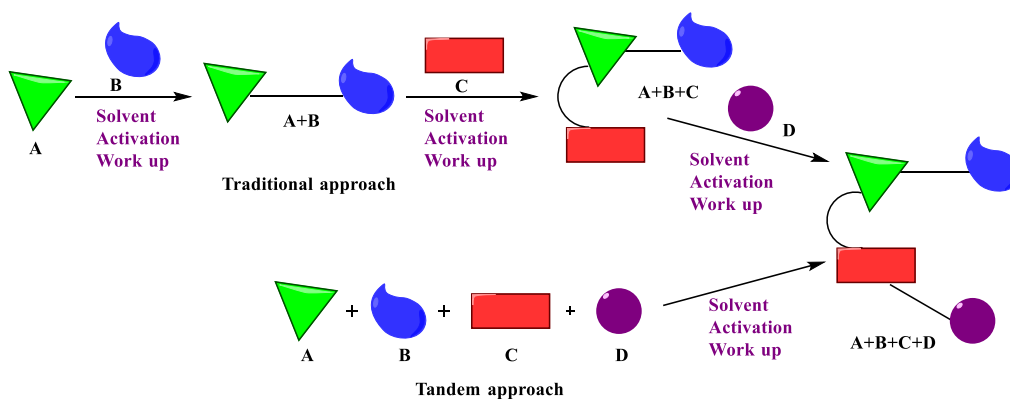 B
A
Solvent
Activation
Work up
A+B
C
Solvent
Activation
Work up
Traditional approach
A+B+C
D
Solvent
Activation
Work up
A
+
B
+
C
+
D
Solvent
Activation
Work up
A+B+C+D
Tandem approach